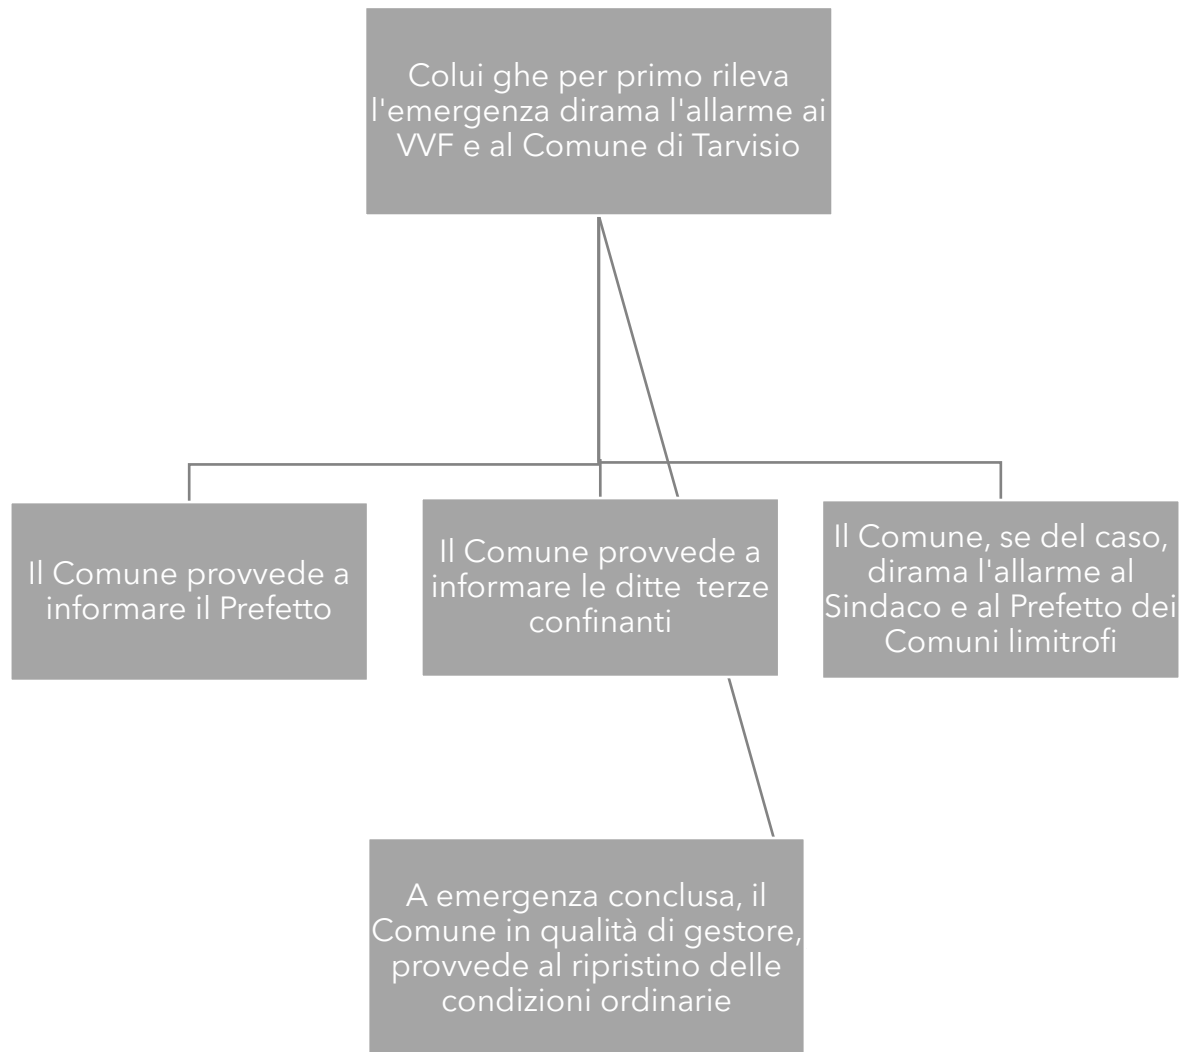 Colui ghe per primo rileva
l'emergenza dirama l'allarme ai
VVF e al Comune di Tarvisio
Il Comune provvede a
informare il Prefetto
Il Comune provvede a
informare le ditte  terze
confinanti
Il Comune, se del caso,
dirama l'allarme al
Sindaco e al Prefetto dei
Comuni limitrofi
A emergenza conclusa, il
Comune in qualità di gestore,
provvede al ripristino delle
condizioni ordinarie